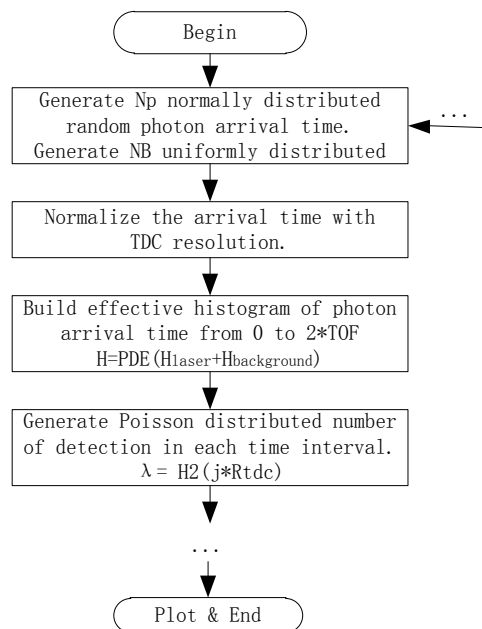 Begin
Generate Np normally distributed
random photon arrival time.
Generate NB uniformly distributed
...
Normalize the arrival time with
TDC resolution.
Build effective histogram of photon
arrival time from 0 to 2*TOF
H=PDE(Hlaser+Hbackground)
Generate Poisson distributed number
of detection in each time interval.
λ= H2(j*Rtdc)
...
Plot & End